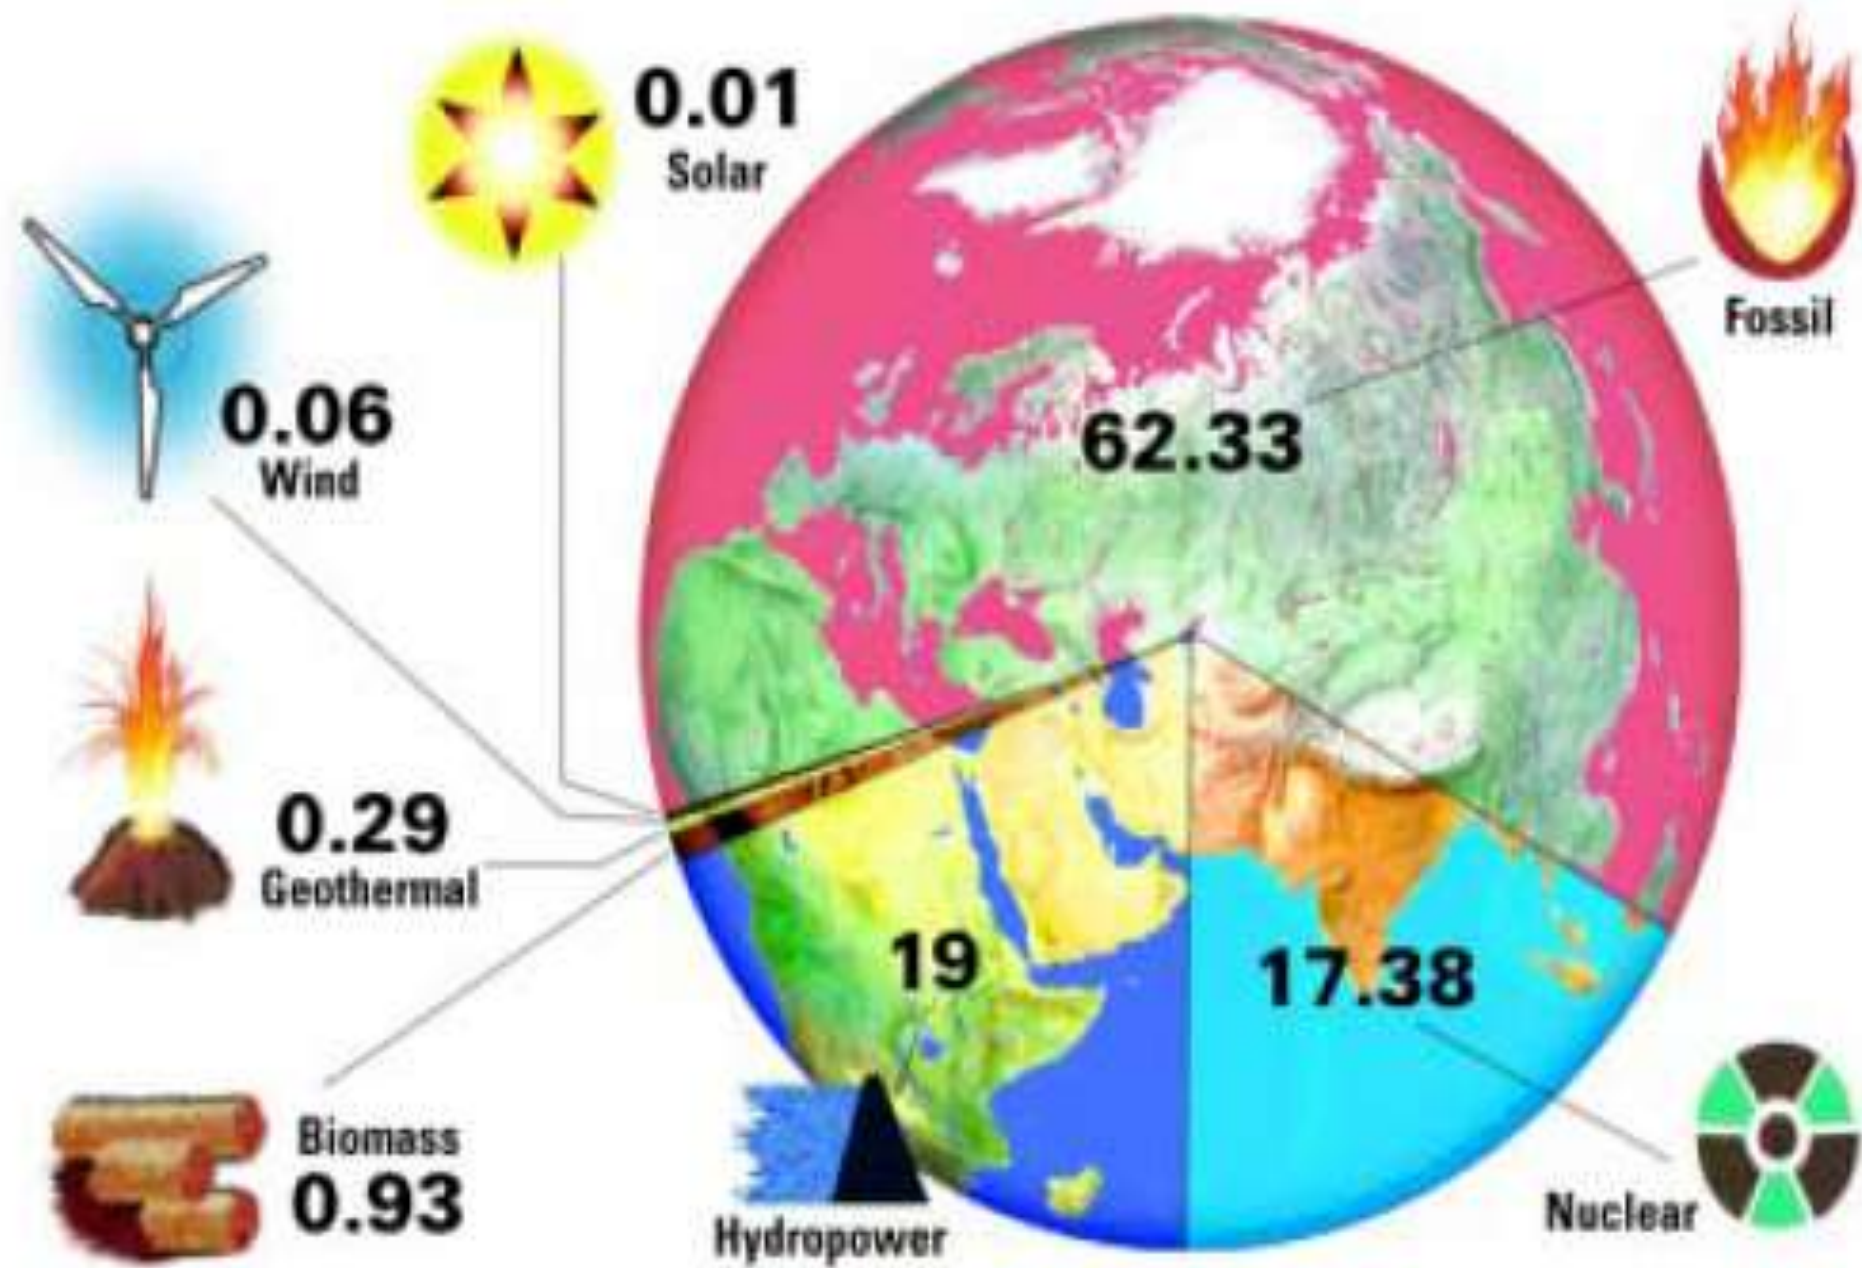 0.01
Solar
Fossil
0.06
Wind
62.33
0.29
Geothermal
19
17.38
Biomass
0.93
Hydropower
Nuclear